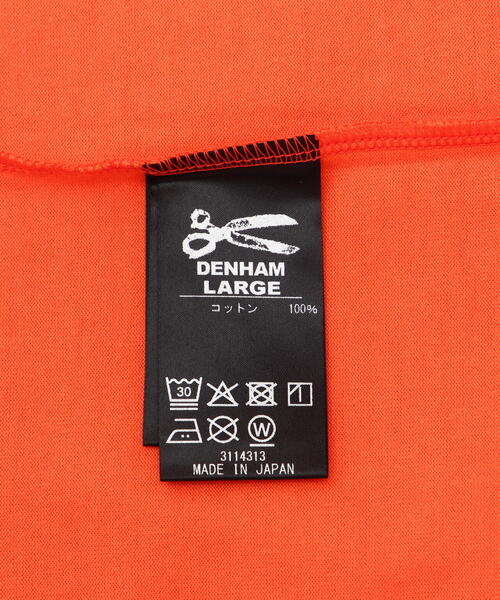 DENHAM
LARGE
コットン 100%
30
W
3114313
MADE IN JAPAN